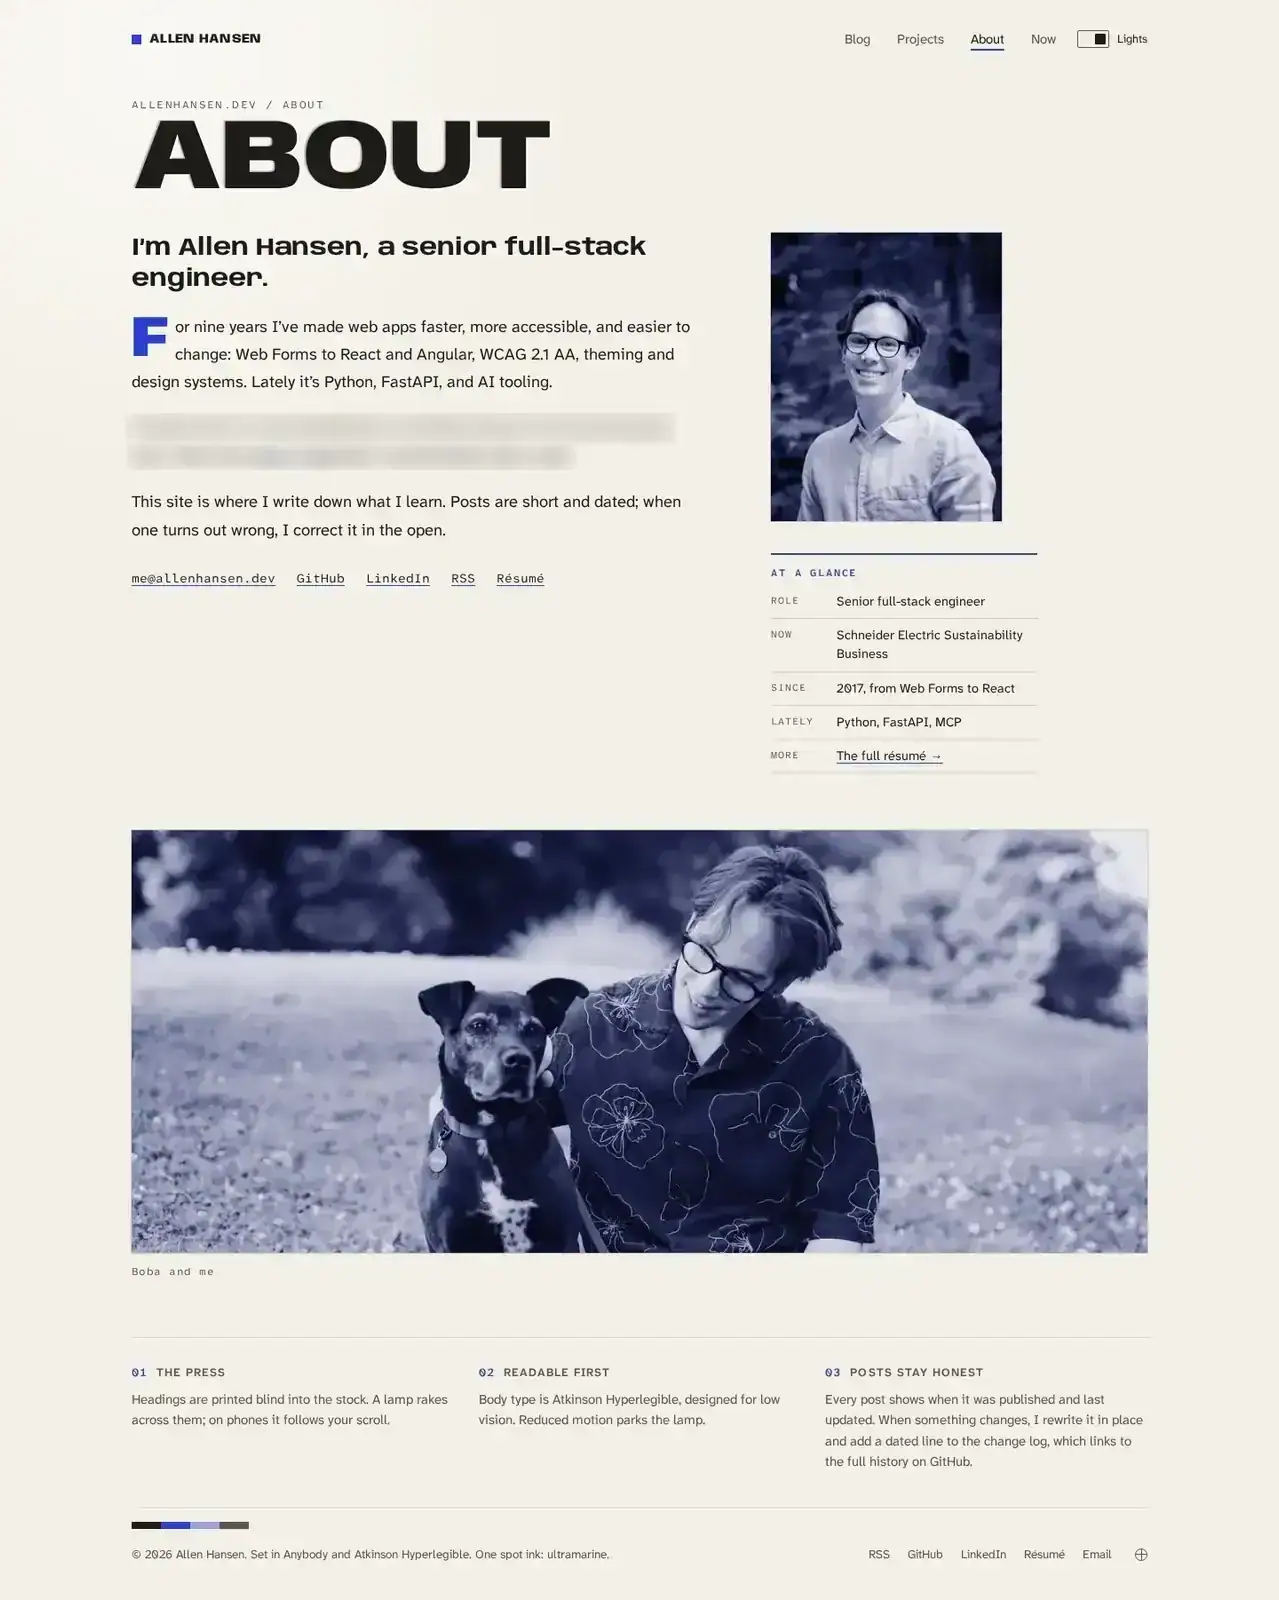 ALLEN HANSEN
Blog Projects About Now Lights
ALLENHANSEN.DEV / ABOUT
ABOUT
I'm Allen Hansen, a senior full-stack
engineer.
For nine years I've made web apps faster, more accessible, and easier to
change: Web Forms to React and Angular, WCAG 2.1 AA, theming and
design systems. Lately it's Python, FastAPI, and AI tooling.
This site is where I write down what I learn. Posts are short and dated; when
one turns out wrong, I correct it in the open.
me@allenhansen.dev GitHub LinkedIn RSS Résumé
AT A GLANCE
ROLE Senior full-stack engineer
NOW Schneider Electric Sustainability
Business
SINCE 2017, from Web Forms to React
LATELY Python, FastAPI, MCP
MORE The full résumé →
Boba and me
01 THE PRESS
Headings are printed blind into the stock. A lamp rakes
across them; on phones it follows your scroll.
02 READABLE FIRST
Body type is Atkinson Hyperlegible, designed for low
vision. Reduced motion parks the lamp.
03 POSTS STAY HONEST
Every post shows when it was published and last
updated. When something changes, I rewrite it in place
and add a dated line to the change log, which links to
the full history on GitHub.
© 2026 Allen Hansen. Set in Anybody and Atkinson Hyperlegible. One spot ink: ultramarine.
RSS GitHub LinkedIn Résumé Email